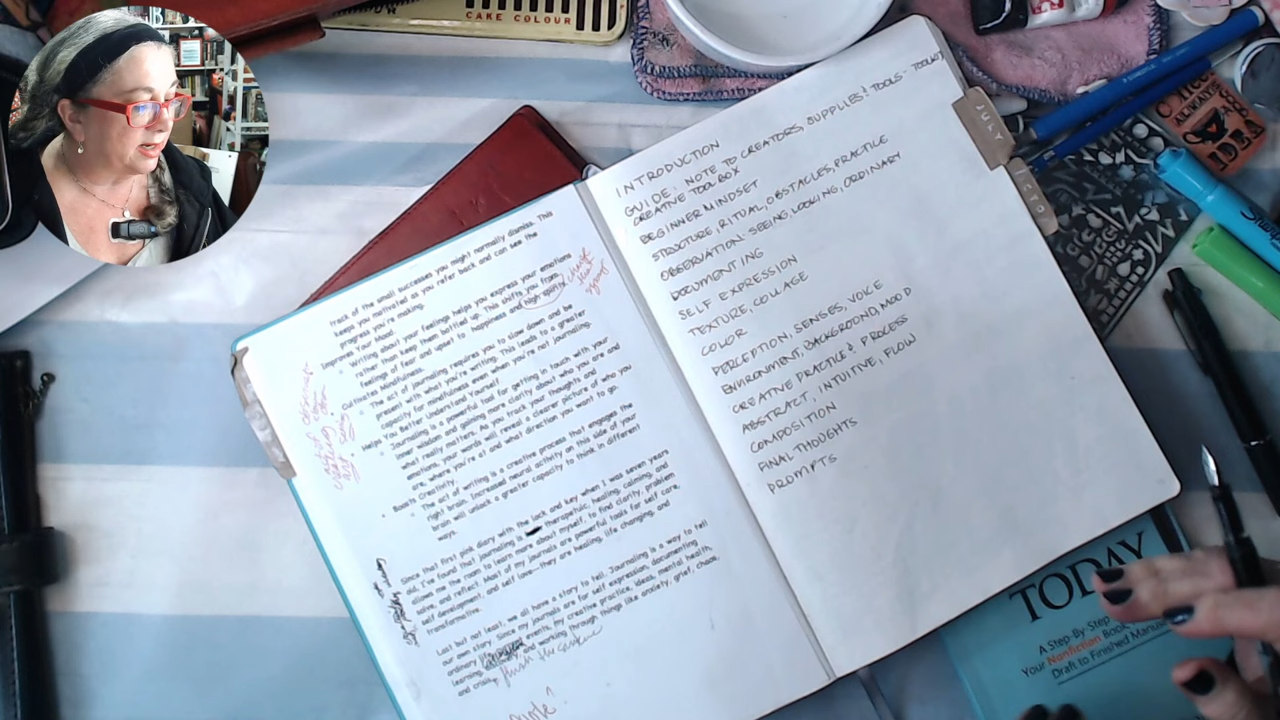 CAKE COLOUR
track of the small successes you might normally dismiss. This
keeps you motivated as you refer back and can see the
progress you're making.
Improves Your Mood
Writing about your feelings helps you express your emotions
rather than keep them bottled up. This shifts you from
feelings of fear and upset to happiness and high-quality
Cultivates Mindfulness
The act of journaling requires you to slow down and be
present with what you're writing. This leads to a greater
capacity for mindfulness even when you're not journaling.
Helps You Better Understand Yourself
Journaling is a powerful tool for getting in touch with your
inner wisdom and gaining more clarity about who you are and
what really matters. As you track your thoughts and
emotions, your words will reveal a clearer picture of who you
are, where you're at and what direction you want to go.
Boosts Creativity
The act of writing is a creative process that engages the
right brain. Increased neural activity on this side of your
brain will unlock a greater capacity to think in different
ways.
Since that first pink diary with the lock and key when I was seven years
old, I've found that journaling is therapeutic, healing, calming, and
allows me the room to learn more about myself, to find clarity, problem
solve, and reflect. Most of my journals are powerful tools for self care,
self development, and self love—they are healing, life changing, and
transformative.
Last but not least, we all have a story to tell. Journaling is a way to tell
our own story. Since my journals are for self expression, documenting
ordinary life events, my creative practice, ideas, mental health,
learning, and working through things like anxiety, grief, chaos,
and crisis.
INTRODUCTION
GUIDE, NOTE TO CREATORS, SUPPLIES & TOOLS - TOOLKIT
CREATIVE TOOLBOX
BEGINNER MINDSET
STRUCTURE, RITUAL, OBSTACLES, PRACTICE
OBSERVATION: SEEING, LOOKING, ORDINARY
DOCUMENTING
SELF EXPRESSION
TEXTURE, COLLAGE
COLOR
PERCEPTION, SENSES, VOICE
ENVIRONMENT, BACKGROUND, MOOD
CREATIVE PRACTICE & PROCESS
ABSTRACT, INTUITIVE, FLOW
COMPOSITION
FINAL THOUGHTS
PROMPTS
JULY
OCTO
COFFEE
ALWAYS A
IDEA
TODAY
A Step-By-Step
Your Nonfiction Book
Draft to Finished Manus